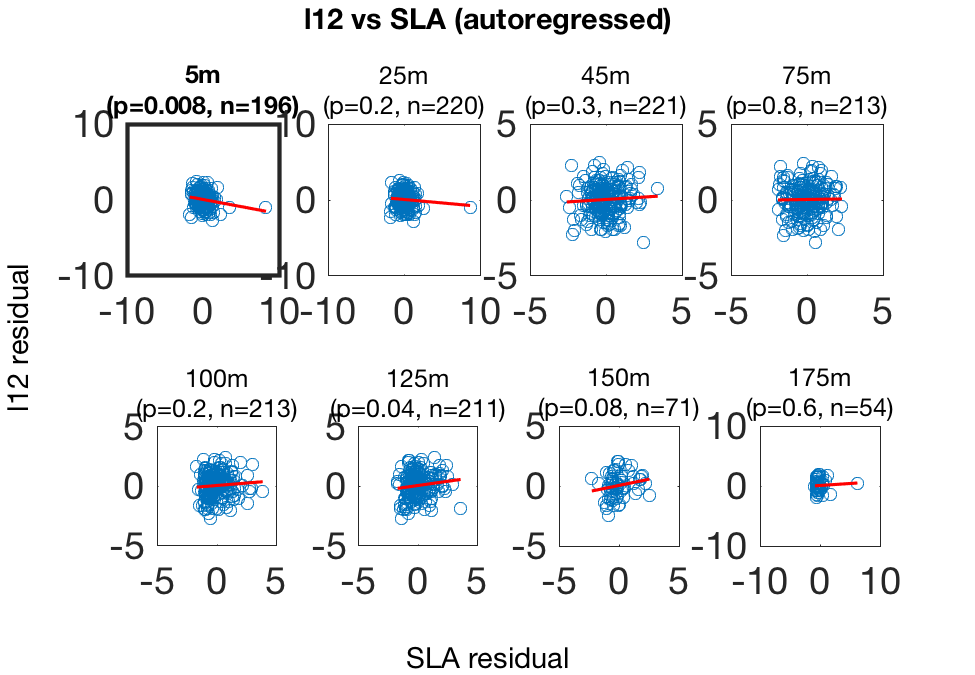 I12 vs SLA (autoregressed)
5m
(p=0.008, n=196)
25m
(p=0.2, n=220)
45m
(p=0.3, n=221)
75m
(p=0.8, n=213)
10
0
-10
-10 0 10
10
0
-10
-10 0 10
5
0
-5
-5 0 5
5
0
-5
-5 0 5
I12 residual
100m
(p=0.2, n=213)
125m
(p=0.04, n=211)
150m
(p=0.08, n=71)
175m
(p=0.6, n=54)
5
0
-5
-5 0 5
5
0
-5
-5 0 5
5
0
-5
-5 0 5
10
0
-10
-10 0 10
SLA residual